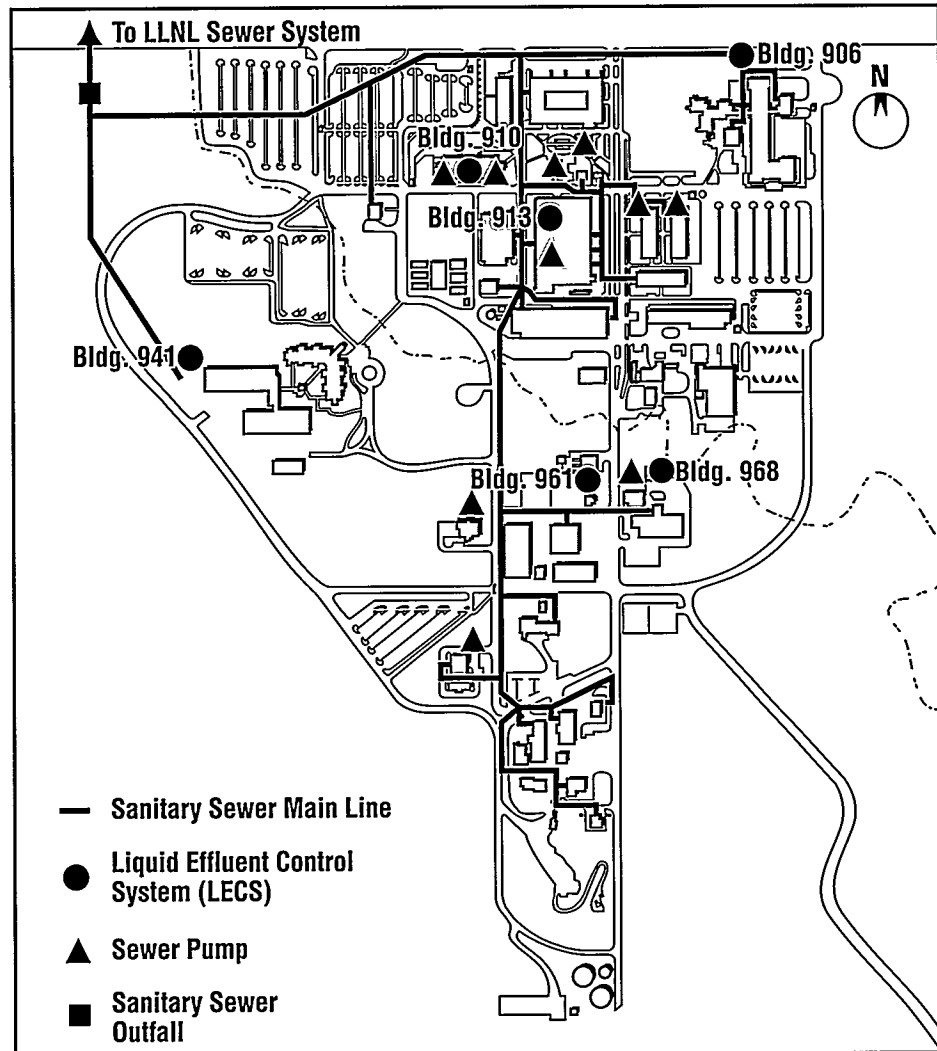 To LLNL Sewer System
Bldg. 906
N
Bldg. 910
Bldg. 913
Bldg. 941
Bldg. 961
Bldg. 968
Sanitary Sewer Main Line
Liquid Effluent Control
System (LECS)
Sewer Pump
Sanitary Sewer
Outfall